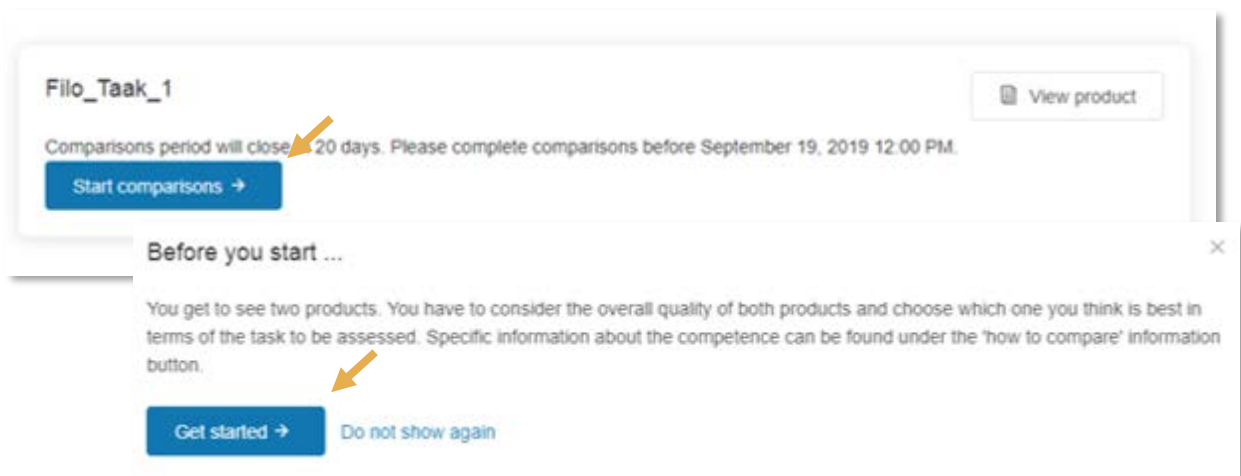 Filo_Taak_1
View product
Comparisons period will close 20 days. Please complete comparisons before September 19, 2019 12:00 PM.
Start comparisons →
Before you start ...
You get to see two products. You have to consider the overall quality of both products and choose which one you think is best in
terms of the task to be assessed. Specific information about the competence can be found under the 'how to compare' information
button.
Get started →
Do not show again